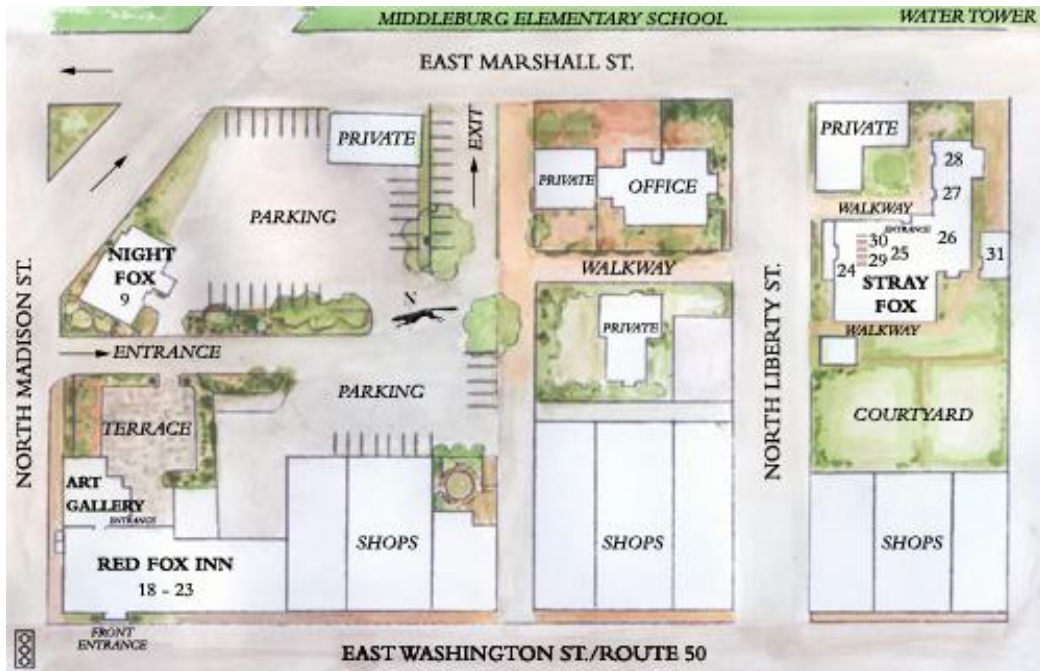 MIDDLEBURG ELEMENTARY SCHOOL
WATER TOWER
EAST MARSHALL ST.
PRIVATE
EXIT
PRIVATE
OFFICE
PRIVATE
28
27
PARKING
WALKWAY
ENTRANCE
30
29
25
26
24
31
STRAY
FOX
NIGHT
FOX
9
WALKWAY
N
PRIVATE
WALKWAY
ENTRANCE
PARKING
NORTH MADISON ST.
NORTH LIBERTY ST.
TERRACE
COURTYARD
ART
GALLERY
ENTRANCE
SHOPS
SHOPS
SHOPS
RED FOX INN
18 - 23
FRONT
ENTRANCE
EAST WASHINGTON ST./ROUTE 50